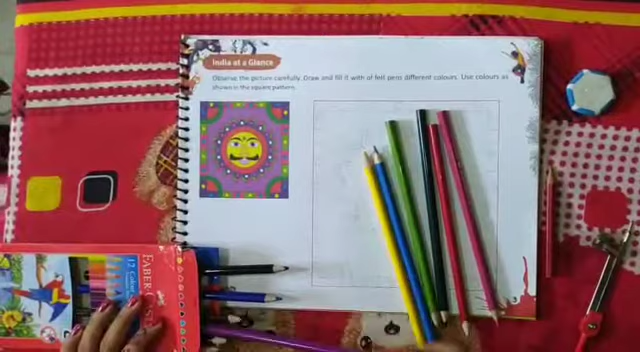 India at a Glance
Observe the picture carefully. Draw and fill it with of felt pens different colours. Use colours as
shown in the square pattern.
FABER-CASTELL
12 Colour